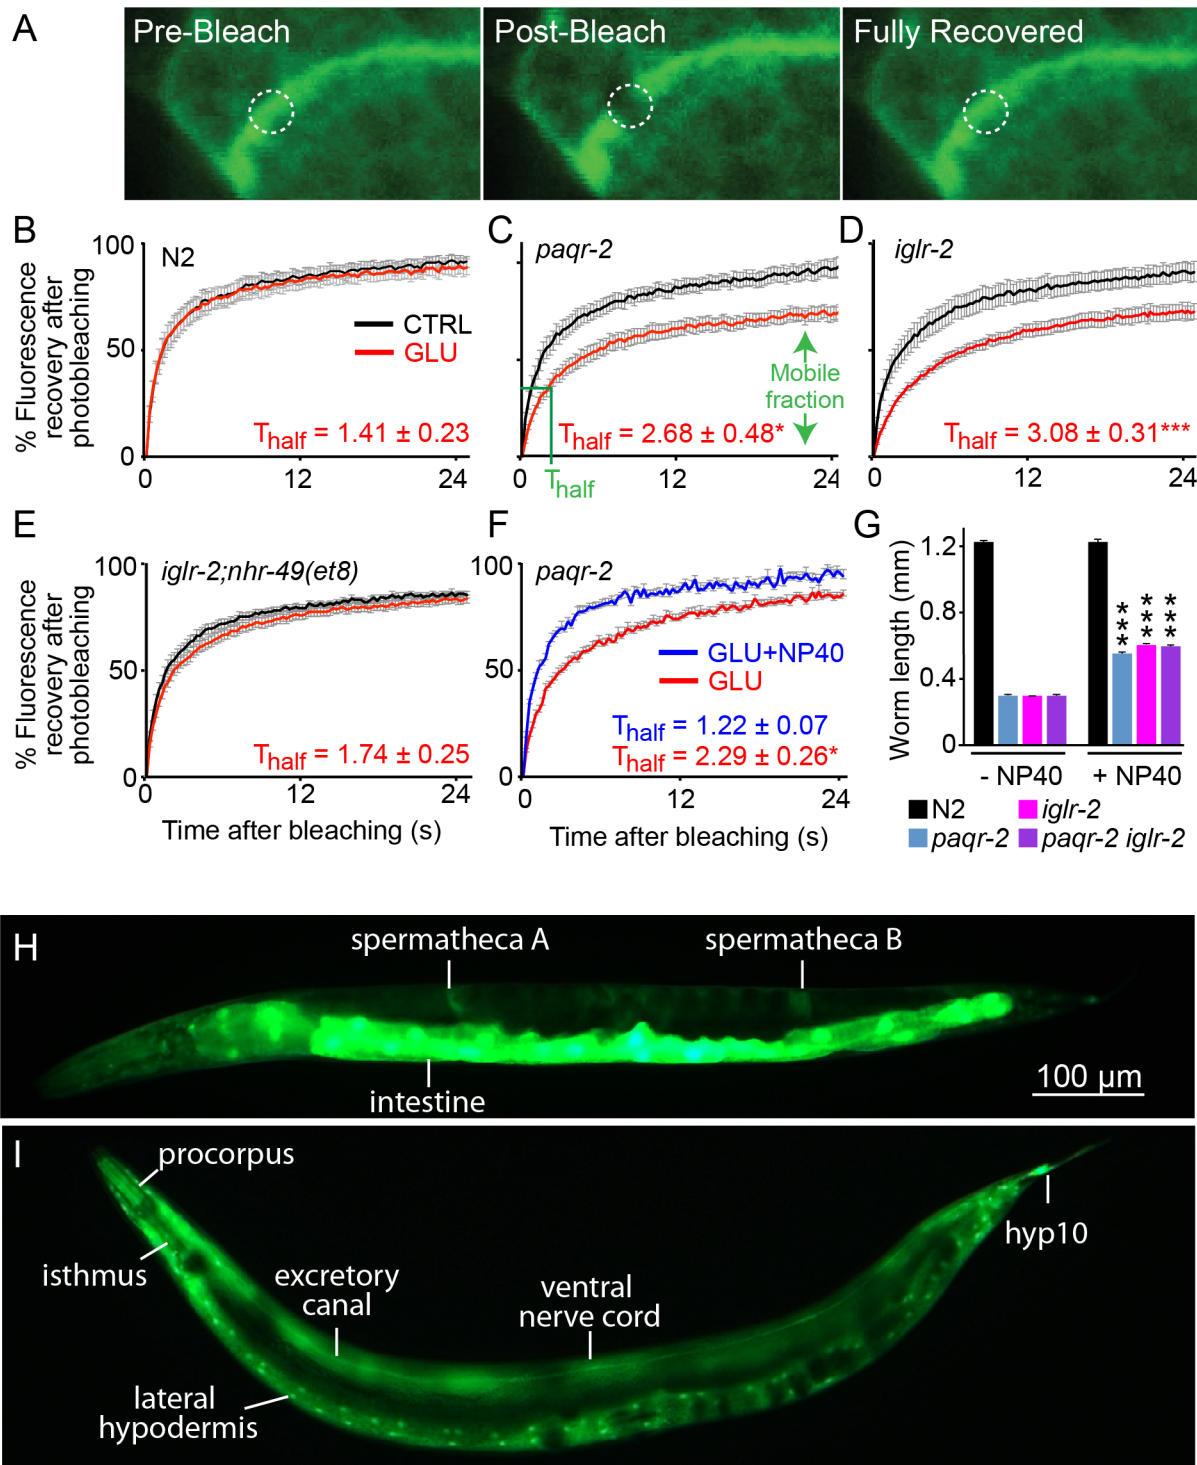 A
Pre-Bleach
Post-Bleach
Fully Recovered
B
N2
% Fluorescence
recovery after
photobleaching
100
50
0
CTRL
GLU
Thalf = 1.41 ± 0.23
0
12
24
C
paqr-2
Mobile
fraction
Thalf = 2.68 ± 0.48*
0
Thalf
12
24
D
iglr-2
Thalf = 3.08 ± 0.31***
0
12
24
E
iglr-2;nhr-49(et8)
% Fluorescence
recovery after
photobleaching
100
50
0
Thalf = 1.74 ± 0.25
0
12
24
Time after bleaching (s)
F
paqr-2
100
50
0
GLU+NP40
GLU
Thalf = 1.22 ± 0.07
Thalf = 2.29 ± 0.26*
0
12
24
Time after bleaching (s)
G
Worm length (mm)
1.2
0.8
0.4
0
***
***
***
- NP40
+ NP40
N2
iglr-2
paqr-2
paqr-2 iglr-2
H
spermatheca A
spermatheca B
intestine
100 µm
I
procorpus
isthmus
excretory
canal
ventral
nerve cord
hyp10
lateral
hypodermis